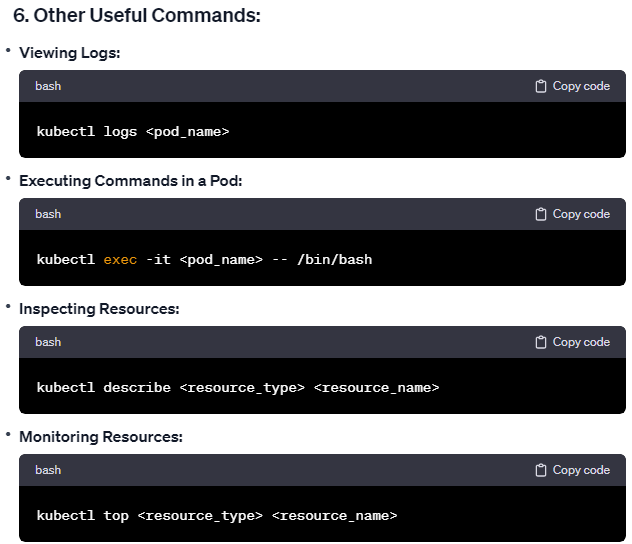 6. Other Useful Commands:
• Viewing Logs:
bash Copy code
kubectl logs <pod_name>
• Executing Commands in a Pod:
bash Copy code
kubectl exec -it <pod_name> -- /bin/bash
• Inspecting Resources:
bash Copy code
kubectl describe <resource_type> <resource_name>
• Monitoring Resources:
bash Copy code
kubectl top <resource_type> <resource_name>